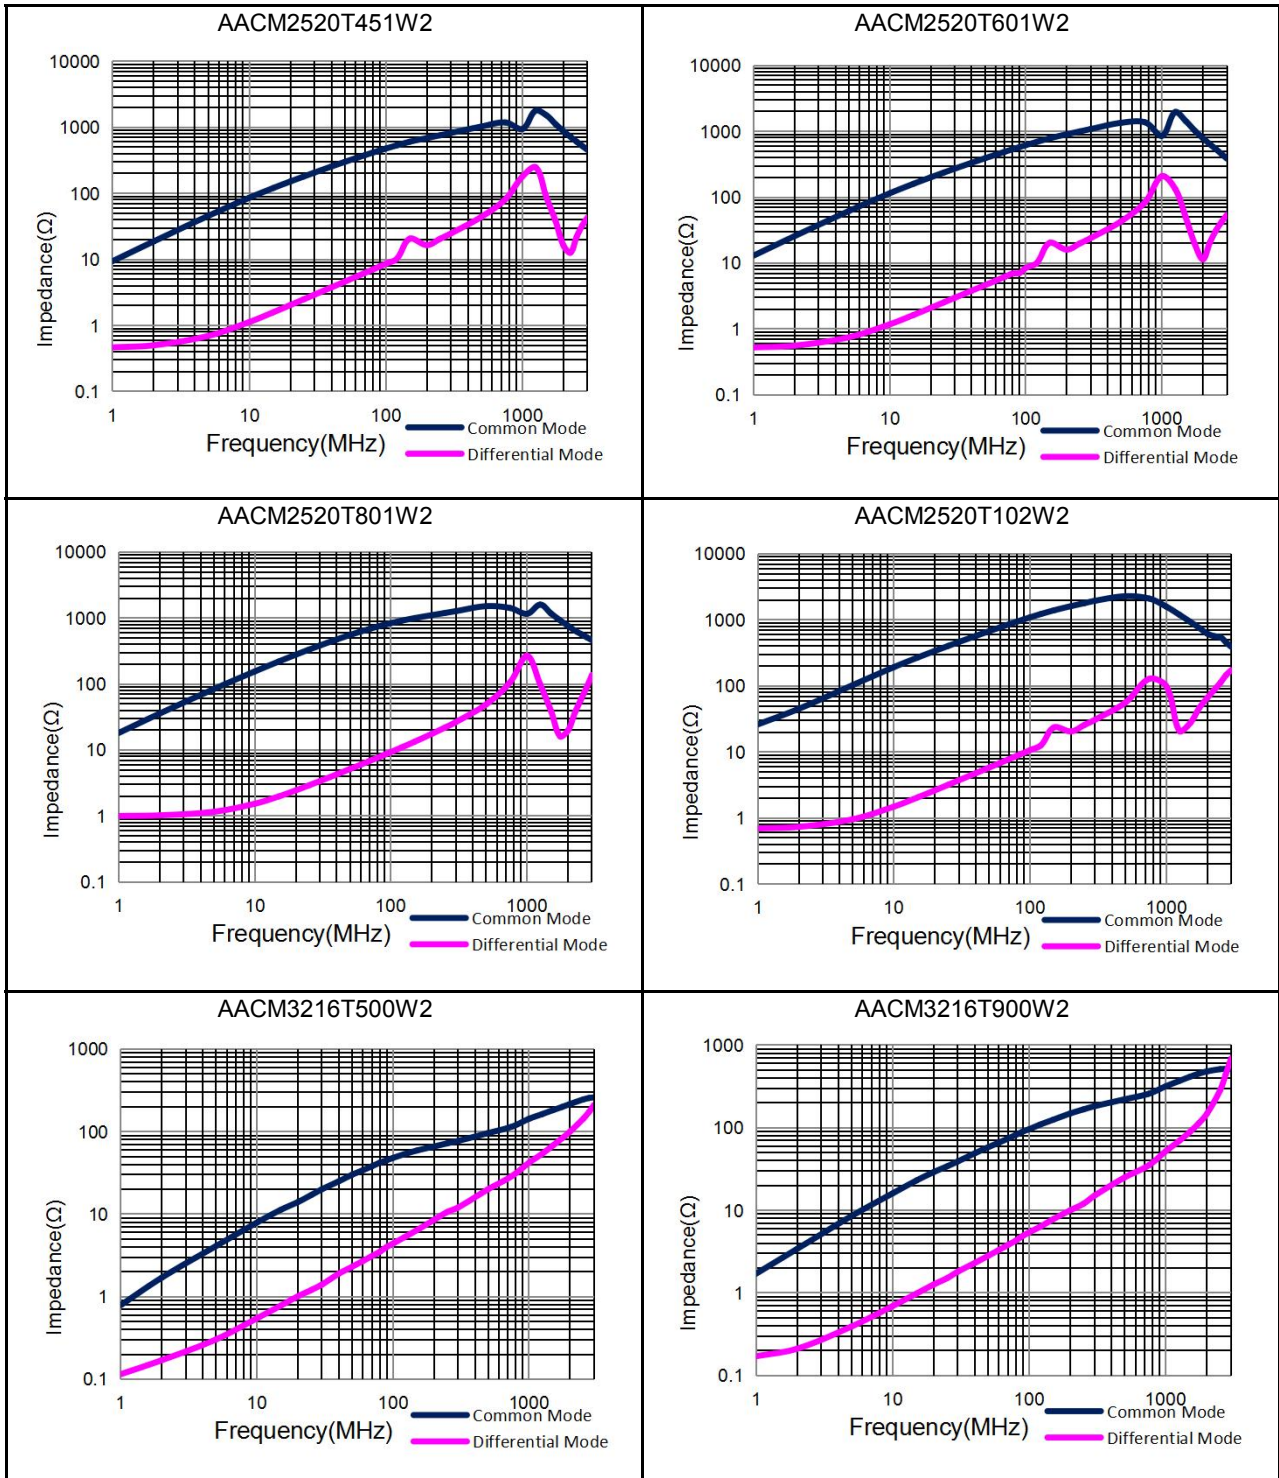 AACM2520T451W2
10000
1000
100
10
1
0.1
Impedance(Ω)
1 10 100 1000
Frequency(MHz)
Common Mode
Differential Mode
AACM2520T601W2
10000
1000
100
10
1
0.1
Impedance(Ω)
1 10 100 1000
Frequency(MHz)
Common Mode
Differential Mode
AACM2520T801W2
10000
1000
100
10
1
0.1
Impedance(Ω)
1 10 100 1000
Frequency(MHz)
Common Mode
Differential Mode
AACM2520T102W2
10000
1000
100
10
1
0.1
Impedance(Ω)
1 10 100 1000
Frequency(MHz)
Common Mode
Differential Mode
AACM3216T500W2
1000
100
10
1
0.1
Impedance(Ω)
1 10 100 1000
Frequency(MHz)
Common Mode
Differential Mode
AACM3216T900W2
1000
100
10
1
0.1
Impedance(Ω)
1 10 100 1000
Frequency(MHz)
Common Mode
Differential Mode